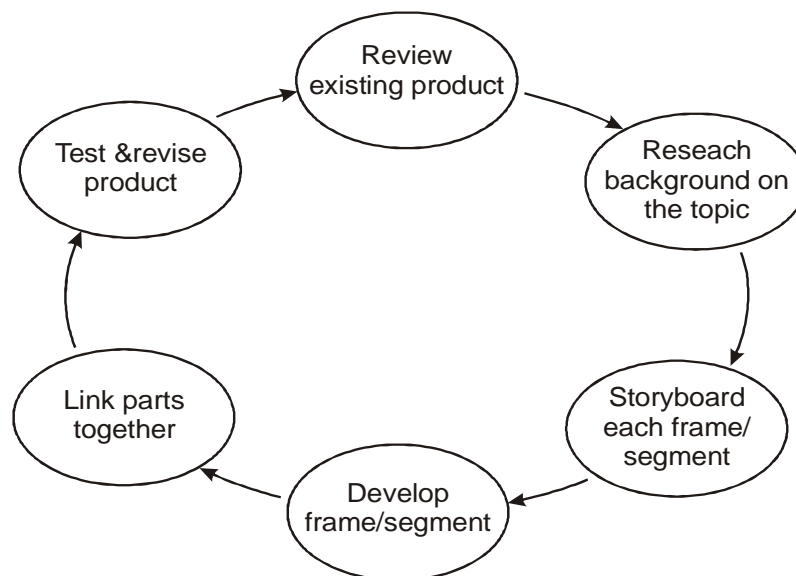 Review
existing product
Reseach
background on
the topic
Storyboard
each frame/
segment
Develop
frame/segment
Link parts
together
Test &revise
product